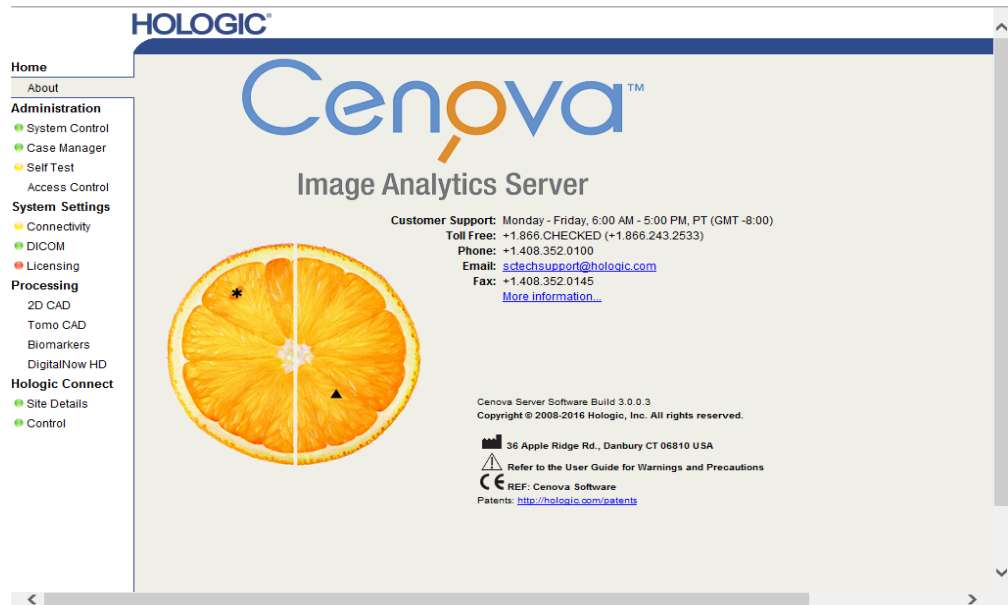 HOLOGIC®
Home
About
Administration
System Control
Case Manager
Self Test
Access Control
System Settings
Connectivity
DICOM
Licensing
Processing
2D CAD
Tomo CAD
Biomarkers
DigitalNow HD
Hologic Connect
Site Details
Control
Cenova™
Image Analytics Server
Customer Support: Monday - Friday, 6:00 AM - 5:00 PM, PT (GMT -8:00)
Toll Free: +1.866.CHECKED (+1.866.243.2533)
Phone: +1.408.352.0100
Email: sctechsupport@hologic.com
Fax: +1.408.352.0145
More information...
Cenova Server Software Build 3.0.0.3
Copyright © 2008-2016 Hologic, Inc. All rights reserved.
36 Apple Ridge Rd., Danbury CT 06810 USA
Refer to the User Guide for Warnings and Precautions
CE REF: Cenova Software
Patents: http://hologic.com/patents